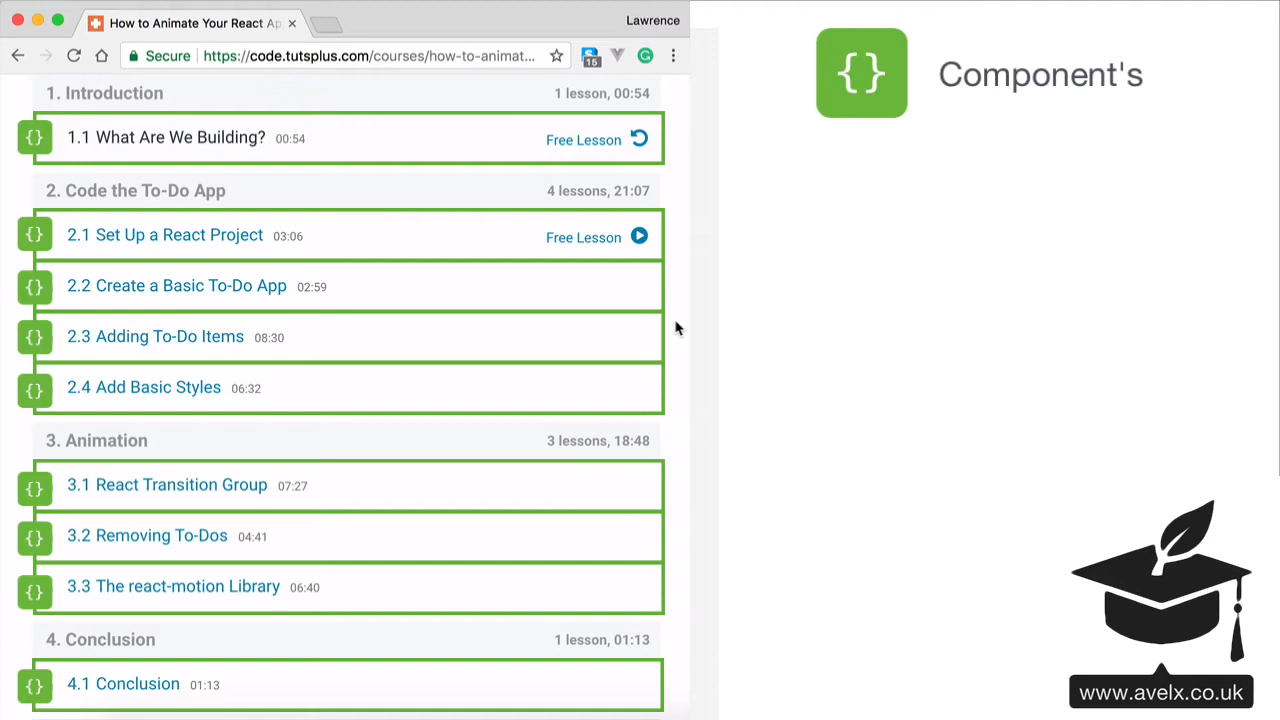 How to Animate Your React Ap
Lawrence
Secure https://code.tutsplus.com/courses/how-to-animat...
15
1. Introduction 1 lesson, 00:54
{} 1.1 What Are We Building? 00:54 Free Lesson
2. Code the To-Do App 4 lessons, 21:07
{} 2.1 Set Up a React Project 03:06 Free Lesson
{} 2.2 Create a Basic To-Do App 02:59
{} 2.3 Adding To-Do Items 08:30
{} 2.4 Add Basic Styles 06:32
3. Animation 3 lessons, 18:48
{} 3.1 React Transition Group 07:27
{} 3.2 Removing To-Dos 04:41
{} 3.3 The react-motion Library 06:40
4. Conclusion 1 lesson, 01:13
{} 4.1 Conclusion 01:13
{} Component's
www.avelx.co.uk